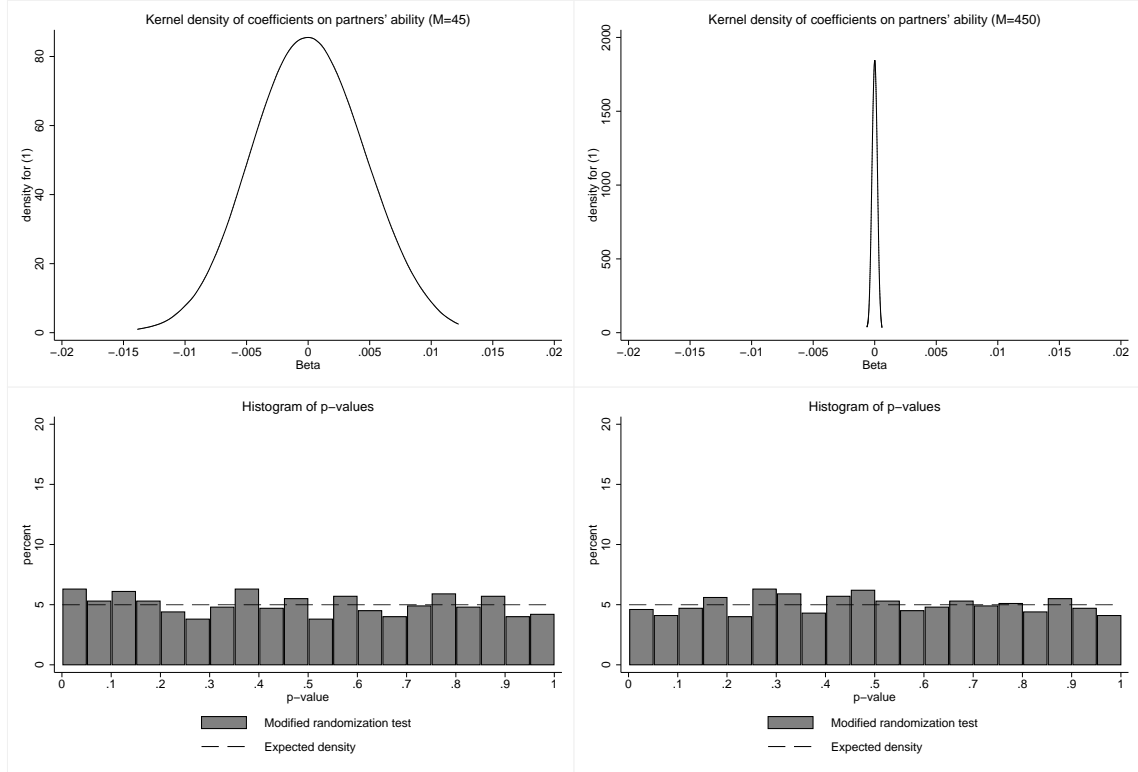 Kernel density of coefficients on partners' ability (M=45)
density for (1)
0 20 40 60 80
−.02 −.015 −.01 −.005 0 .005 .01 .015 .02
Beta
Kernel density of coefficients on partners' ability (M=450)
density for (1)
0 500 1000 1500 2000
−.02 −.015 −.01 −.005 0 .005 .01 .015 .02
Beta
Histogram of p−values
percent
0 5 10 15 20
0 .1 .2 .3 .4 .5 .6 .7 .8 .9 1
p−value
Modified randomization test
Expected density
Histogram of p−values
percent
0 5 10 15 20
0 .1 .2 .3 .4 .5 .6 .7 .8 .9 1
p−value
Modified randomization test
Expected density